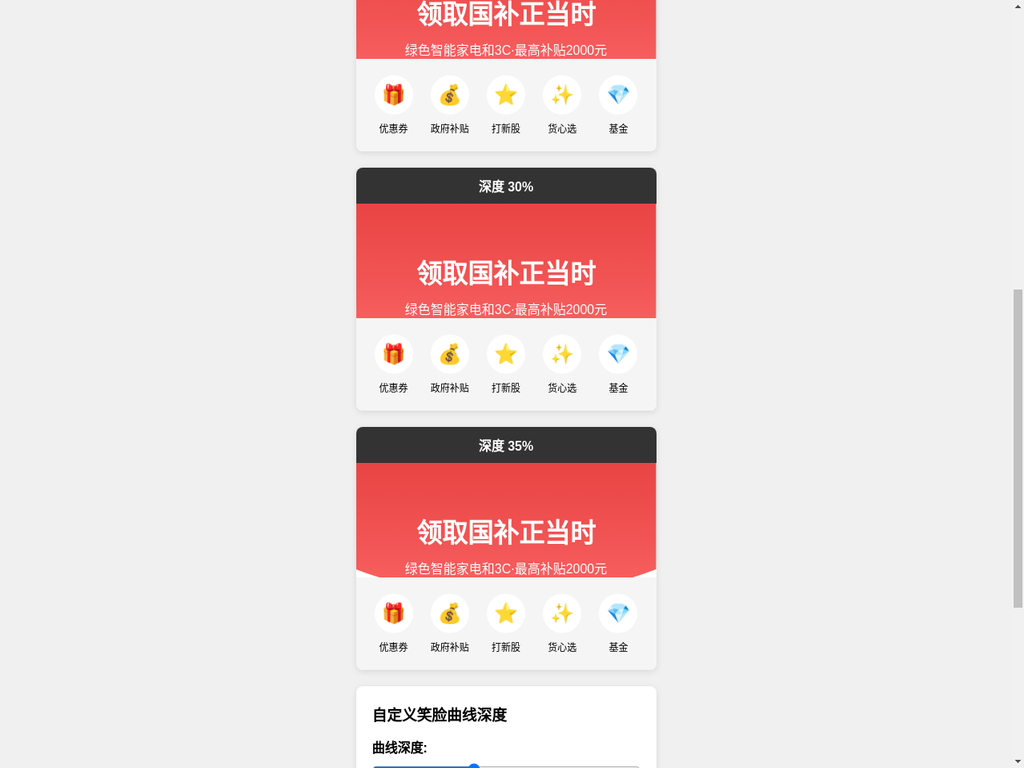 领取国补正当时
绿色智能家电和3C·最高补贴2000元
优惠券 政府补贴 打新股 货心选 基金
深度 30%
领取国补正当时
绿色智能家电和3C·最高补贴2000元
优惠券 政府补贴 打新股 货心选 基金
深度 35%
领取国补正当时
绿色智能家电和3C·最高补贴2000元
优惠券 政府补贴 打新股 货心选 基金
自定义笑脸曲线深度
曲线深度: